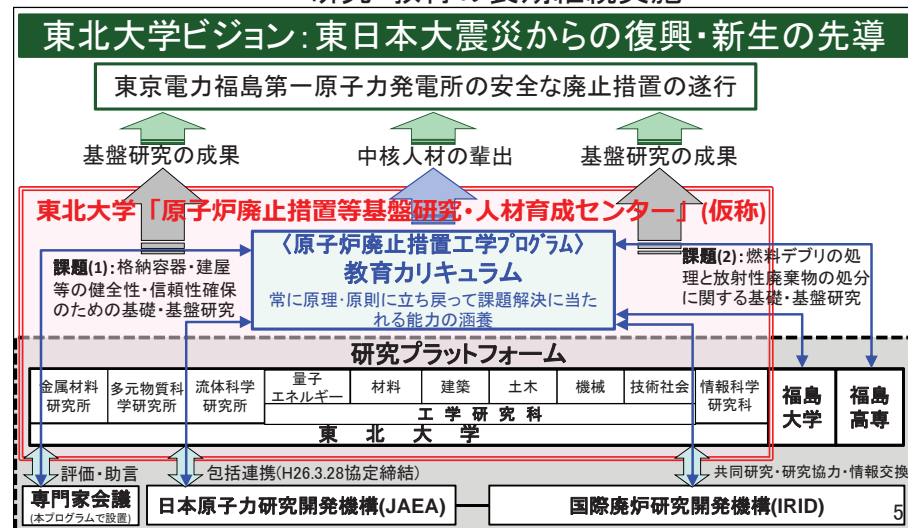 東北大学ビジョン：東日本大震災からの復興・新生の先導
東京電力福島第一原子力発電所の安全な廃止措置の遂行
基盤研究の成果
中核人材の輩出
基盤研究の成果
東北大学「原子炉廃止措置等基盤研究・人材育成センター」(仮称)
課題(1)：格納容器・建屋
等の健全性・信頼性確保
のための基礎・基盤研究
〈原子炉廃止措置工学プログラム〉
教育カリキュラム
常に原理・原則に立ち戻って課題解決に当た
れる能力の涵養
課題(2)：燃料デブリの処
理と放射性廃棄物の処分
に関する基礎・基盤研究
研究プラットフォーム
金属材料
研究所
多元物質科
学研究所
流体科学
研究所
量子
エネルギー
材料
建築
土木
機械
技術社会
情報科学
研究科
工学研究科
東北大学
福島
大学
福島
高専
評価・助言
包括連携(H26.3.28協定締結)
共同研究・研究協力・情報交換
専門家会議
(本プログラムで設置)
日本原子力研究開発機構(JAEA)
国際廃炉研究開発機構(IRID)
5